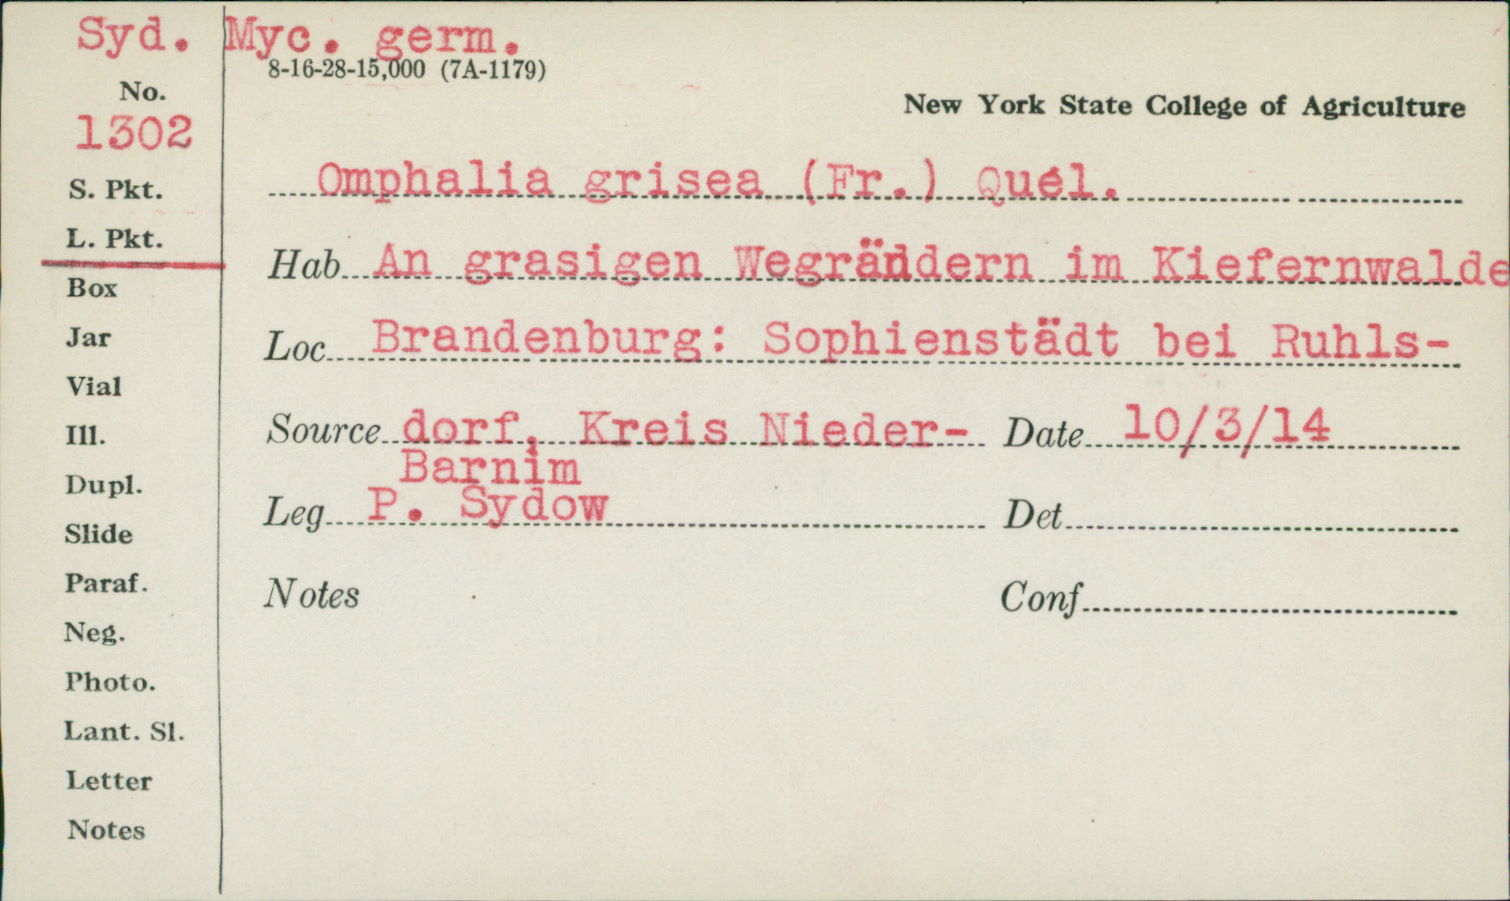 Syd. Myc. germ.
8-16-28-15,000 (7A-1179)
No.
New York State College of Agriculture
1302
S. Pkt.
Omphalia grisea (Fr.) Quél.
L. Pkt.
Hab. An grasigen Wegrändern im Kiefernwalde
Box
Jar
Loc. Brandenburg: Sophienstädt bei Ruhls-
Vial
Ill.
Source dorf, Kreis Nieder- Date 10/3/14
Barnim
Dupl.
Leg. P. Sydow Det.
Slide
Paraf.
Notes Conf.
Neg.
Photo.
Lant. Sl.
Letter
Notes